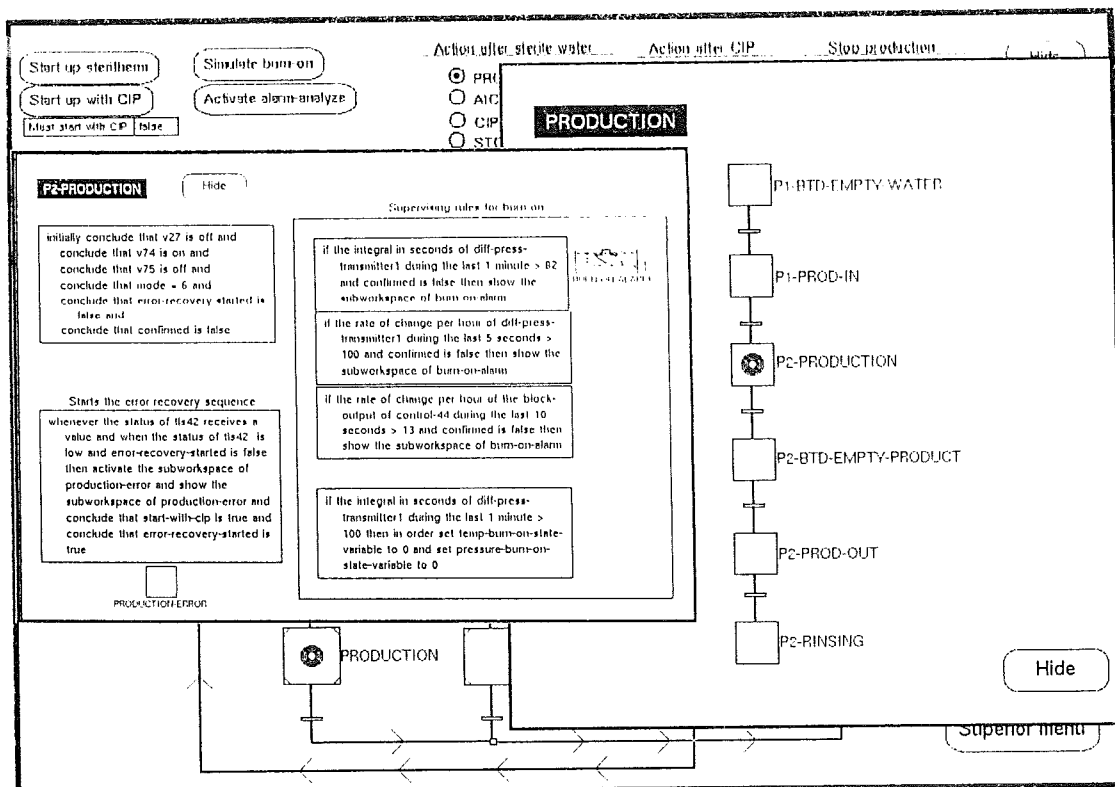 Action after sterile water
Action after CIP
Stop production
Start up steritherm
Simulate burn-on
Hide
Start up with CIP
Activate alarm-analyze
PRO
AIC
CIP
STO
Must start with CIP false
PRODUCTION
P2-PRODUCTION
Hide
Supervising rules for burn on
initially conclude that v27 is off and
conclude that v74 is on and
conclude that v75 is off and
conclude that mode = 6 and
conclude that error-recovery-started is
false and
conclude that confirmed is false
Starts the error recovery sequence
whenever the status of tls42 receives a
value and when the status of tls42 is
low and error-recovery-started is false
then activate the subworkspace of
production-error and show the
subworkspace of production-error and
conclude that start-with-cip is true and
conclude that error-recovery-started is
true
PRODUCTION-ERROR
if the integral in seconds of diff-press-
transmitter1 during the last 1 minute > 82
and confirmed is false then show the
subworkspace of burn-on-alarm
if the rate of change per hour of diff-press-
transmitter1 during the last 5 seconds >
100 and confirmed is false then show the
subworkspace of burn-on-alarm
if the rate of change per hour of the block-
output of control-44 during the last 10
seconds > 13 and confirmed is false then
show the subworkspace of burn-on-alarm
if the integral in seconds of diff-press-
transmitter1 during the last 1 minute >
100 then in order set temp-burn-on-state-
variable to 0 and set pressure-burn-on-
state-variable to 0
P1-BTD-EMPTY-WATER
P1-PROD-IN
P2-PRODUCTION
P2-BTD-EMPTY-PRODUCT
P2-PROD-OUT
P2-RINSING
Hide
PRODUCTION
Superior menu